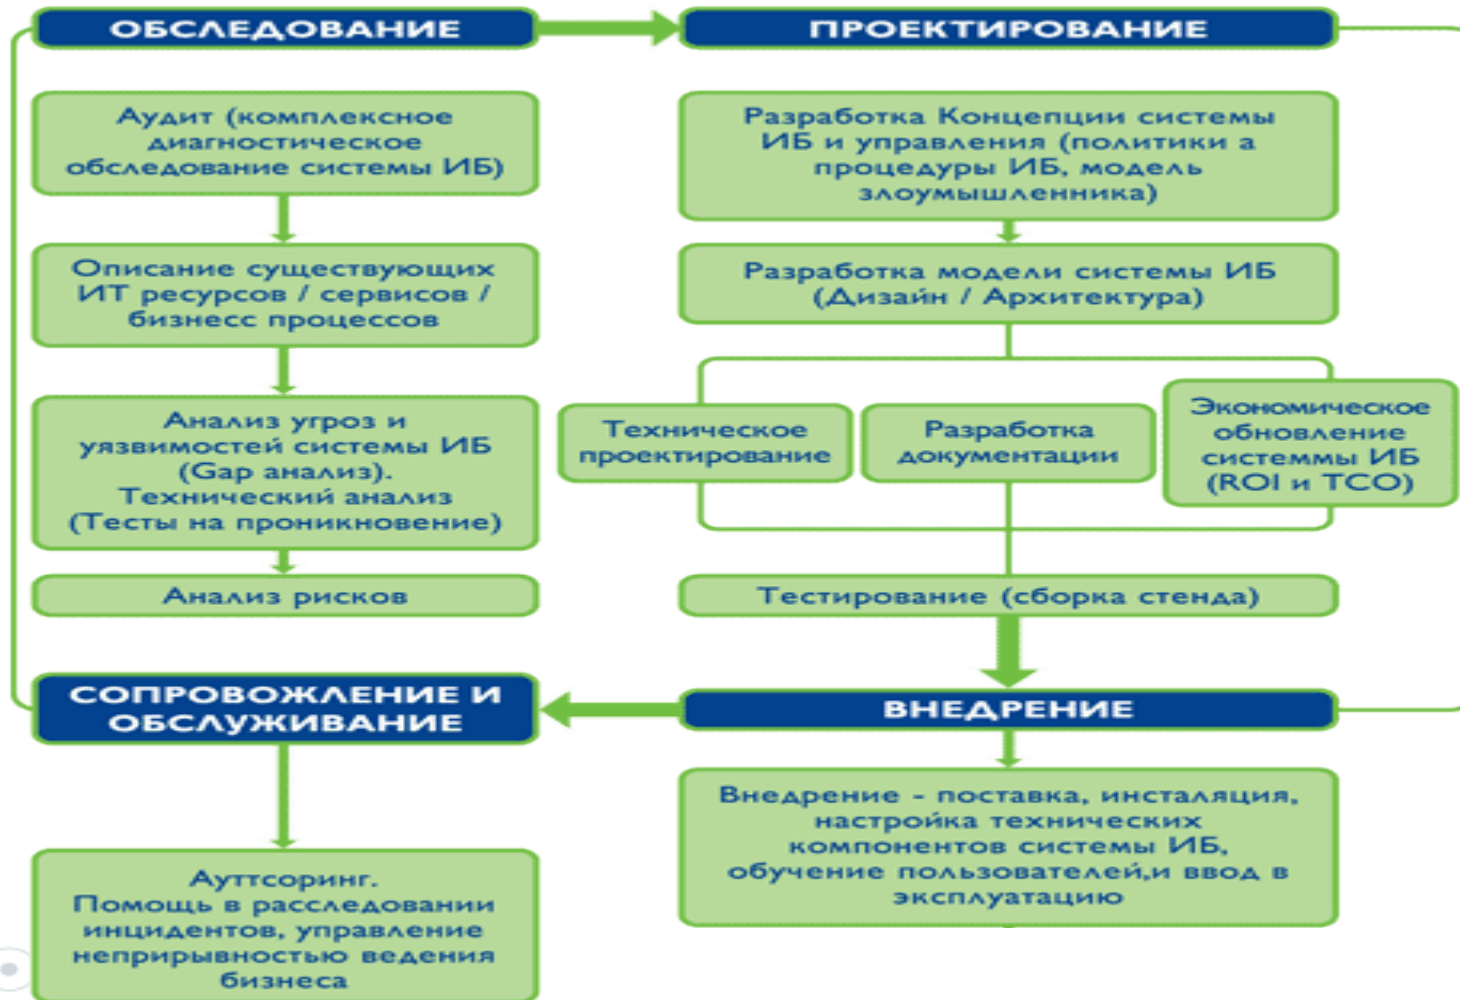 ОБСЛЕДОВАНИЕ
Аудит (комплексное
диагностическое
обследование системы ИБ)
Описание существующих
ИТ ресурсов / сервисов /
бизнесс процессов
Анализ угроз и
уязвимостей системы ИБ
(Gap анализ).
Технический анализ
(Тесты на проникновение)
Анализ рисков
ПРОЕКТИРОВАНИЕ
Разработка Концепции системы
ИБ и управления (политики а
процедуры ИБ, модель
злоумышленника)
Разработка модели системы ИБ
(Дизайн / Архитектура)
Техническое
проектирование
Разработка
документации
Экономическое
обновление
системмы ИБ
(ROI и TCO)
Тестирование (сборка стенда)
ВНЕДРЕНИЕ
Внедрение - поставка, инсталяция,
настройка технических
компонентов системы ИБ,
обучение пользователей,и ввод в
эксплуатацию
СОПРОВОЖЛЕНИЕ И
ОБСЛУЖИВАНИЕ
Ауттсоринг.
Помощь в расследовании
инцидентов, управление
неприрывностью ведения
бизнеса